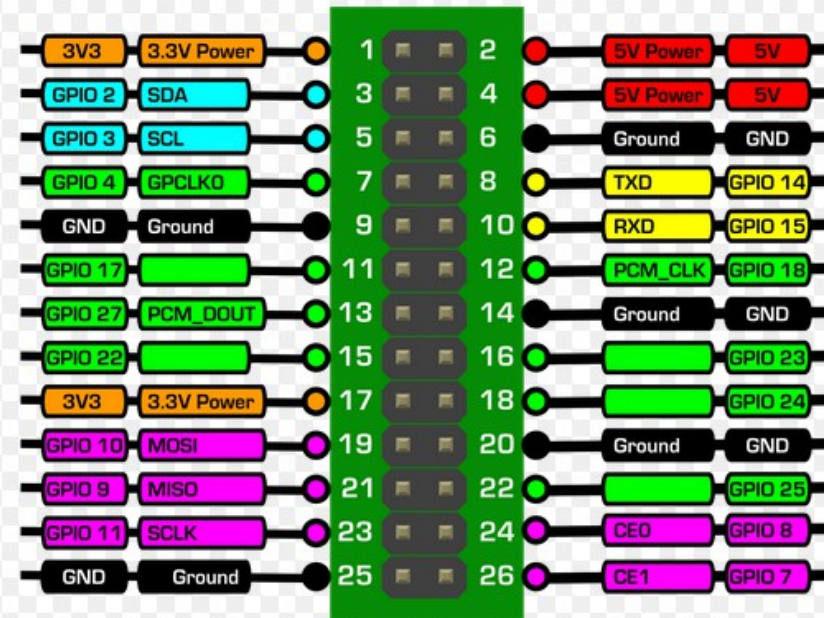 3V3 3.3V Power 1 2 5V Power 5V
GPIO 2 SDA 3 4 5V Power 5V
GPIO 3 SCL 5 6 Ground GND
GPIO 4 GPCLK0 7 8 TXD GPIO 14
GND Ground 9 10 RXD GPIO 15
GPIO 17 11 12 PCM_CLK GPIO 18
GPIO 27 PCM_DOUT 13 14 Ground GND
GPIO 22 15 16 GPIO 23
3V3 3.3V Power 17 18 GPIO 24
GPIO 10 MOSI 19 20 Ground GND
GPIO 9 MISO 21 22 GPIO 25
GPIO 11 SCLK 23 24 CE0 GPIO 8
GND Ground 25 26 CE1 GPIO 7